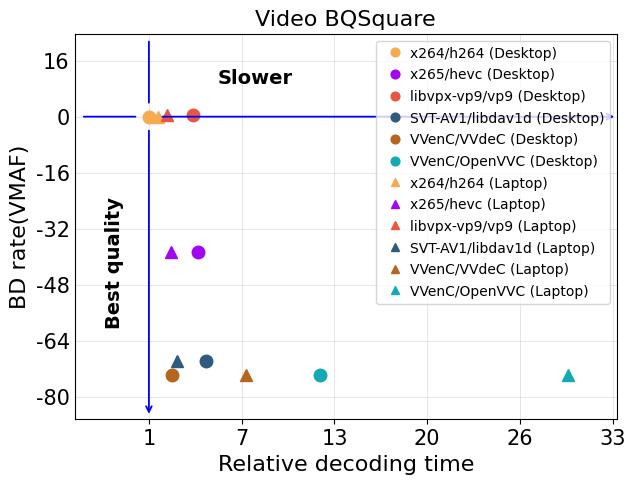 Video BQSquare
16
0
-16
-32
-48
-64
-80
BD rate(VMAF)
Slower
Best quality
x264/h264 (Desktop)
x265/hevc (Desktop)
libvpx-vp9/vp9 (Desktop)
SVT-AV1/libdav1d (Desktop)
VVenC/VVdeC (Desktop)
VVenC/OpenVVC (Desktop)
x264/h264 (Laptop)
x265/hevc (Laptop)
libvpx-vp9/vp9 (Laptop)
SVT-AV1/libdav1d (Laptop)
VVenC/VVdeC (Laptop)
VVenC/OpenVVC (Laptop)
1 7 13 20 26 33
Relative decoding time